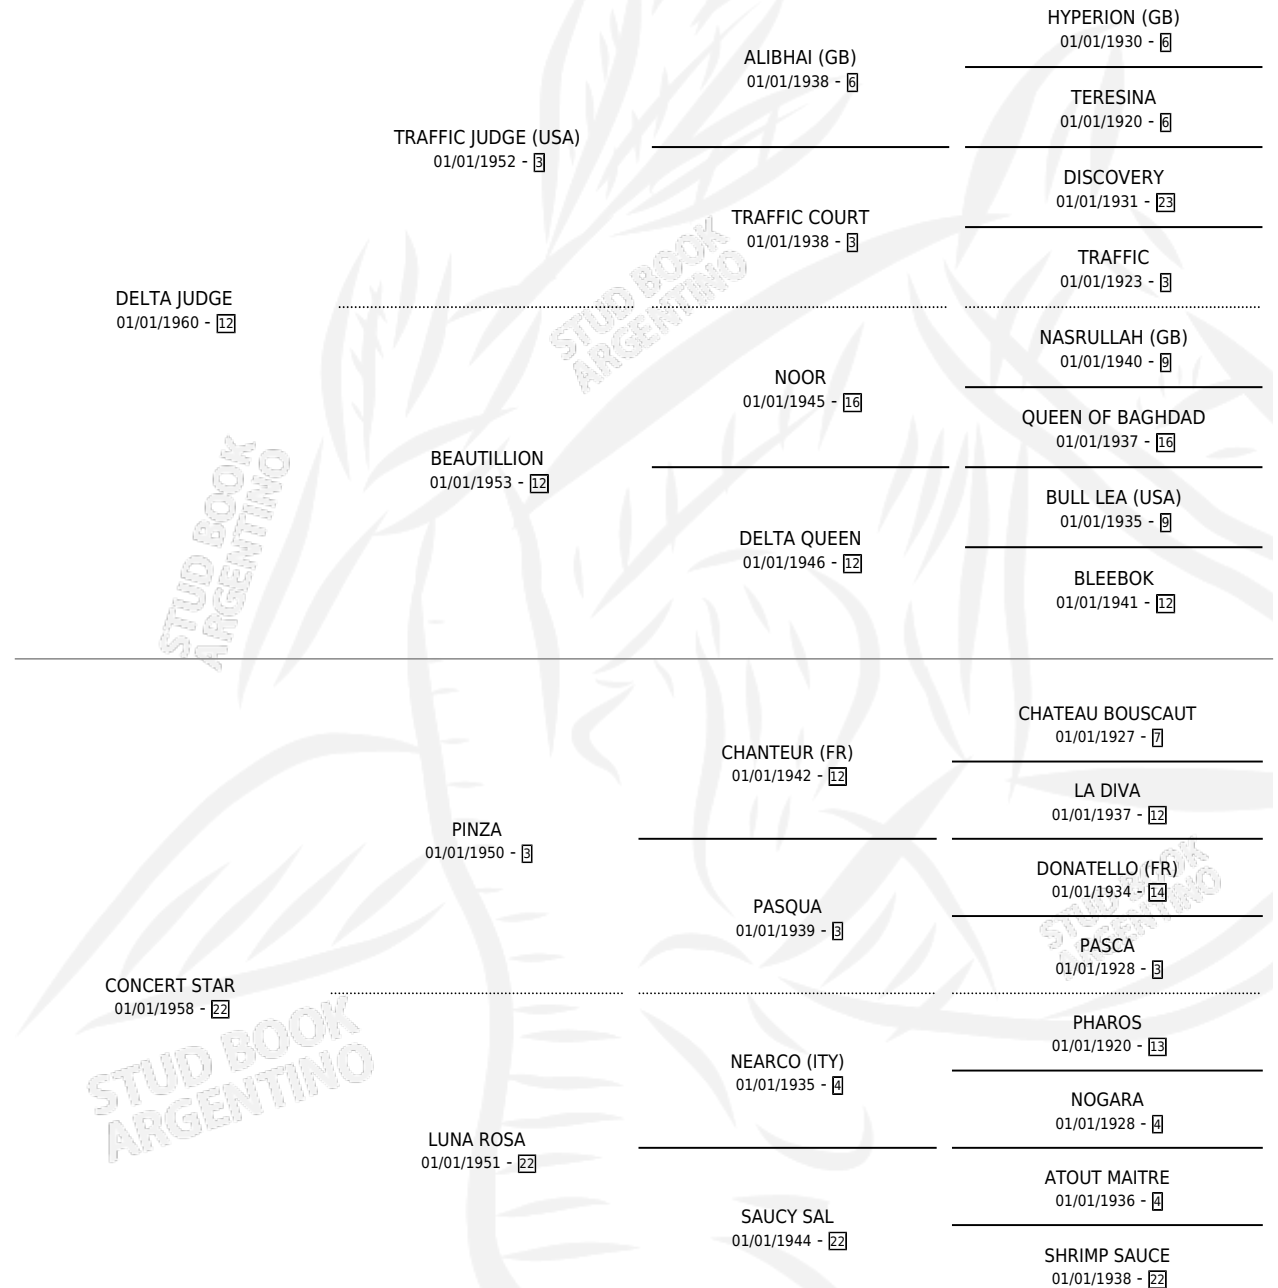 HYPERION (GB)
01/01/1930 - 6
ALIBHAI (GB)
01/01/1938 - 6
TERESINA
01/01/1920 - 6
TRAFFIC JUDGE (USA)
01/01/1952 - 3
DISCOVERY
01/01/1931 - 23
TRAFFIC COURT
01/01/1938 - 3
TRAFFIC
01/01/1923 - 3
DELTA JUDGE
01/01/1960 - 12
NASRULLAH (GB)
01/01/1940 - 9
NOOR
01/01/1945 - 16
QUEEN OF BAGHDAD
01/01/1937 - 16
BEAUTILLION
01/01/1953 - 12
BULL LEA (USA)
01/01/1935 - 9
DELTA QUEEN
01/01/1946 - 12
BLEEBOK
01/01/1941 - 12
CHATEAU BOUSCAUT
01/01/1927 - 7
CHANTEUR (FR)
01/01/1942 - 12
LA DIVA
01/01/1937 - 12
PINZA
01/01/1950 - 3
DONATELLO (FR)
01/01/1934 - 14
PASQUA
01/01/1939 - 3
PASCA
01/01/1928 - 3
CONCERT STAR
01/01/1958 - 22
PHAROS
01/01/1920 - 13
NEARCO (ITY)
01/01/1935 - 4
NOGARA
01/01/1928 - 4
LUNA ROSA
01/01/1951 - 22
ATOUT MAITRE
01/01/1936 - 4
SAUCY SAL
01/01/1944 - 22
SHRIMP SAUCE
01/01/1938 - 22
STUD BOOK
ARGENTINO
STUD BOOK
ARGENTINO
STUD BOOK
ARGENTINO
STUD BOOK
ARGENTINO